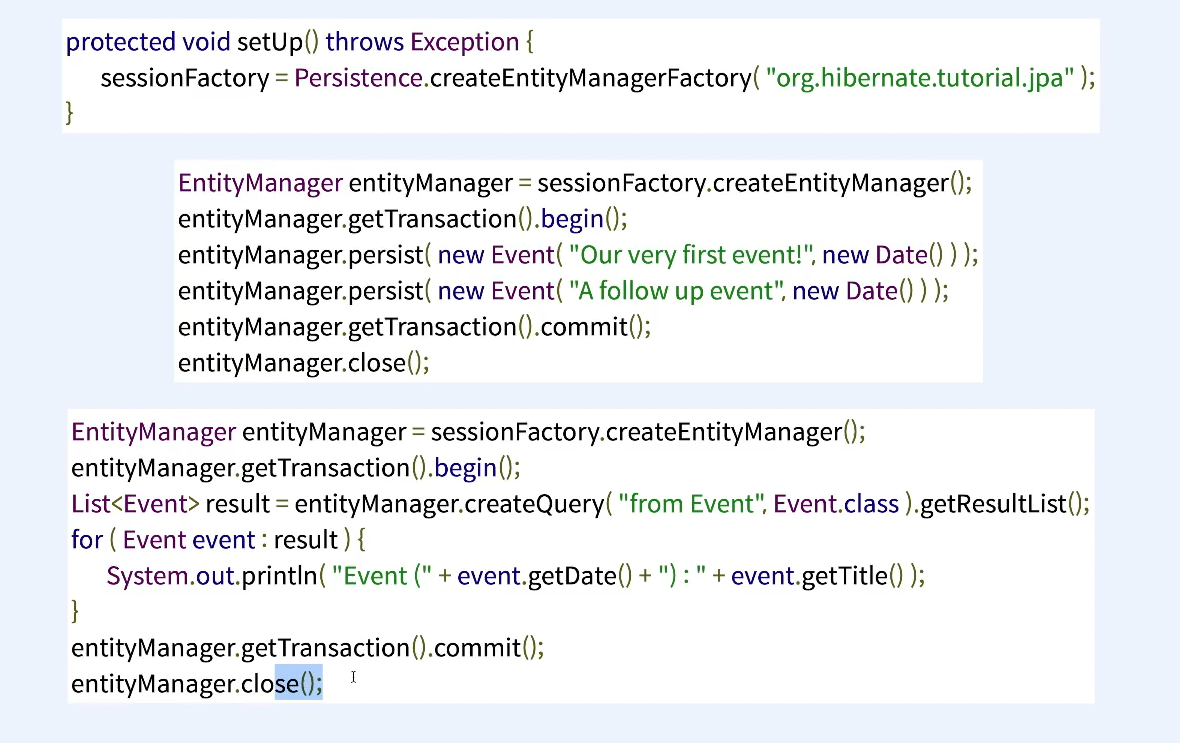 protected void setUp() throws Exception {
sessionFactory = Persistence.createEntityManagerFactory( "org.hibernate.tutorial.jpa" );
}
EntityManager entityManager = sessionFactory.createEntityManager();
entityManager.getTransaction().begin();
entityManager.persist( new Event( "Our very first event!", new Date() ) );
entityManager.persist( new Event( "A follow up event", new Date() ) );
entityManager.getTransaction().commit();
entityManager.close();
EntityManager entityManager = sessionFactory.createEntityManager();
entityManager.getTransaction().begin();
List<Event> result = entityManager.createQuery( "from Event", Event.class ).getResultList();
for ( Event event : result ) {
System.out.println( "Event (" + event.getDate() + ") : " + event.getTitle() );
}
entityManager.getTransaction().commit();
entityManager.close();